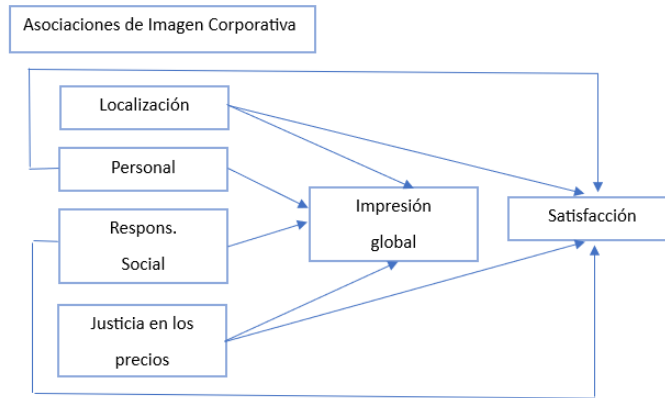 Asociaciones de Imagen Corporativa
Localización
Personal
Respons.
Social
Justicia en los
precios
Impresión
global
Satisfacción